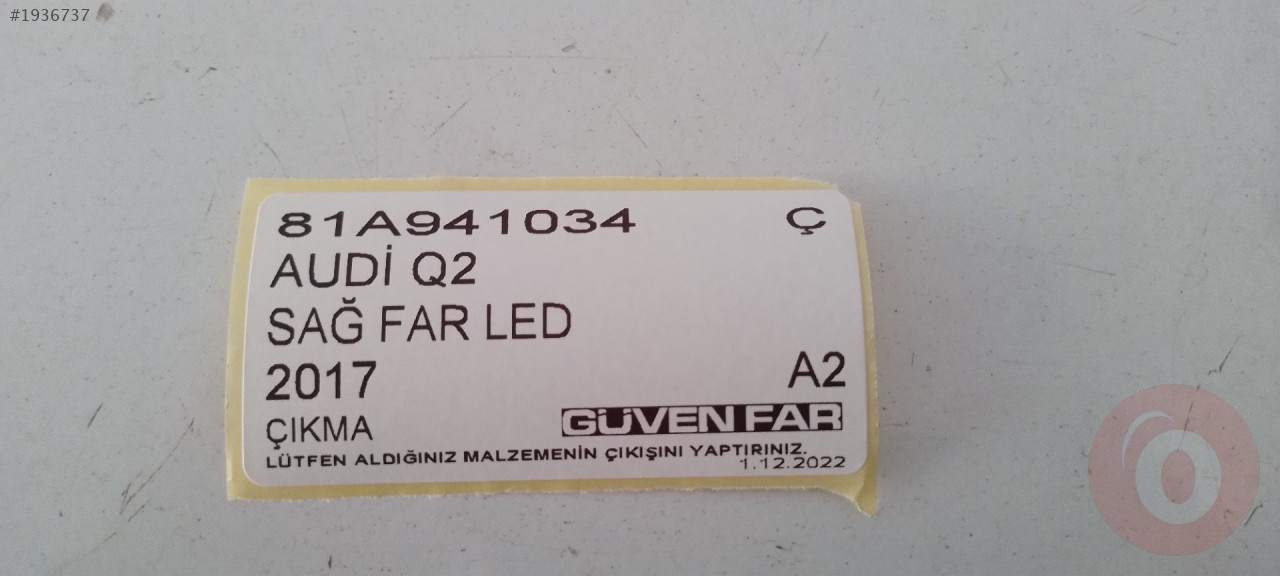 #1936737
81A941034 Ç
AUDİ Q2
SAĞ FAR LED
2017 A2
ÇIKMA GÜVEN FAR
LÜTFEN ALDIĞINIZ MALZEMENİN ÇIKIŞINI YAPTIRINIZ.
1.12.2022